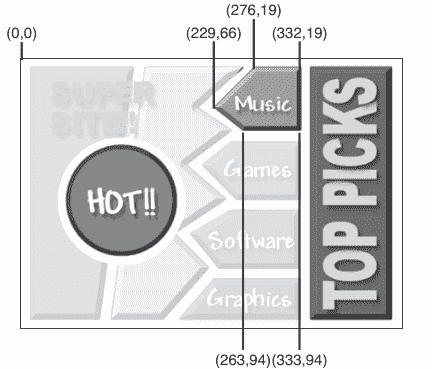 (276,19)
(0,0) (229,66) (332,19)
SUPER
SITE!
Music
Games
HOT!!
Software
Graphics
TOP PICKS
(263,94) (333,94)